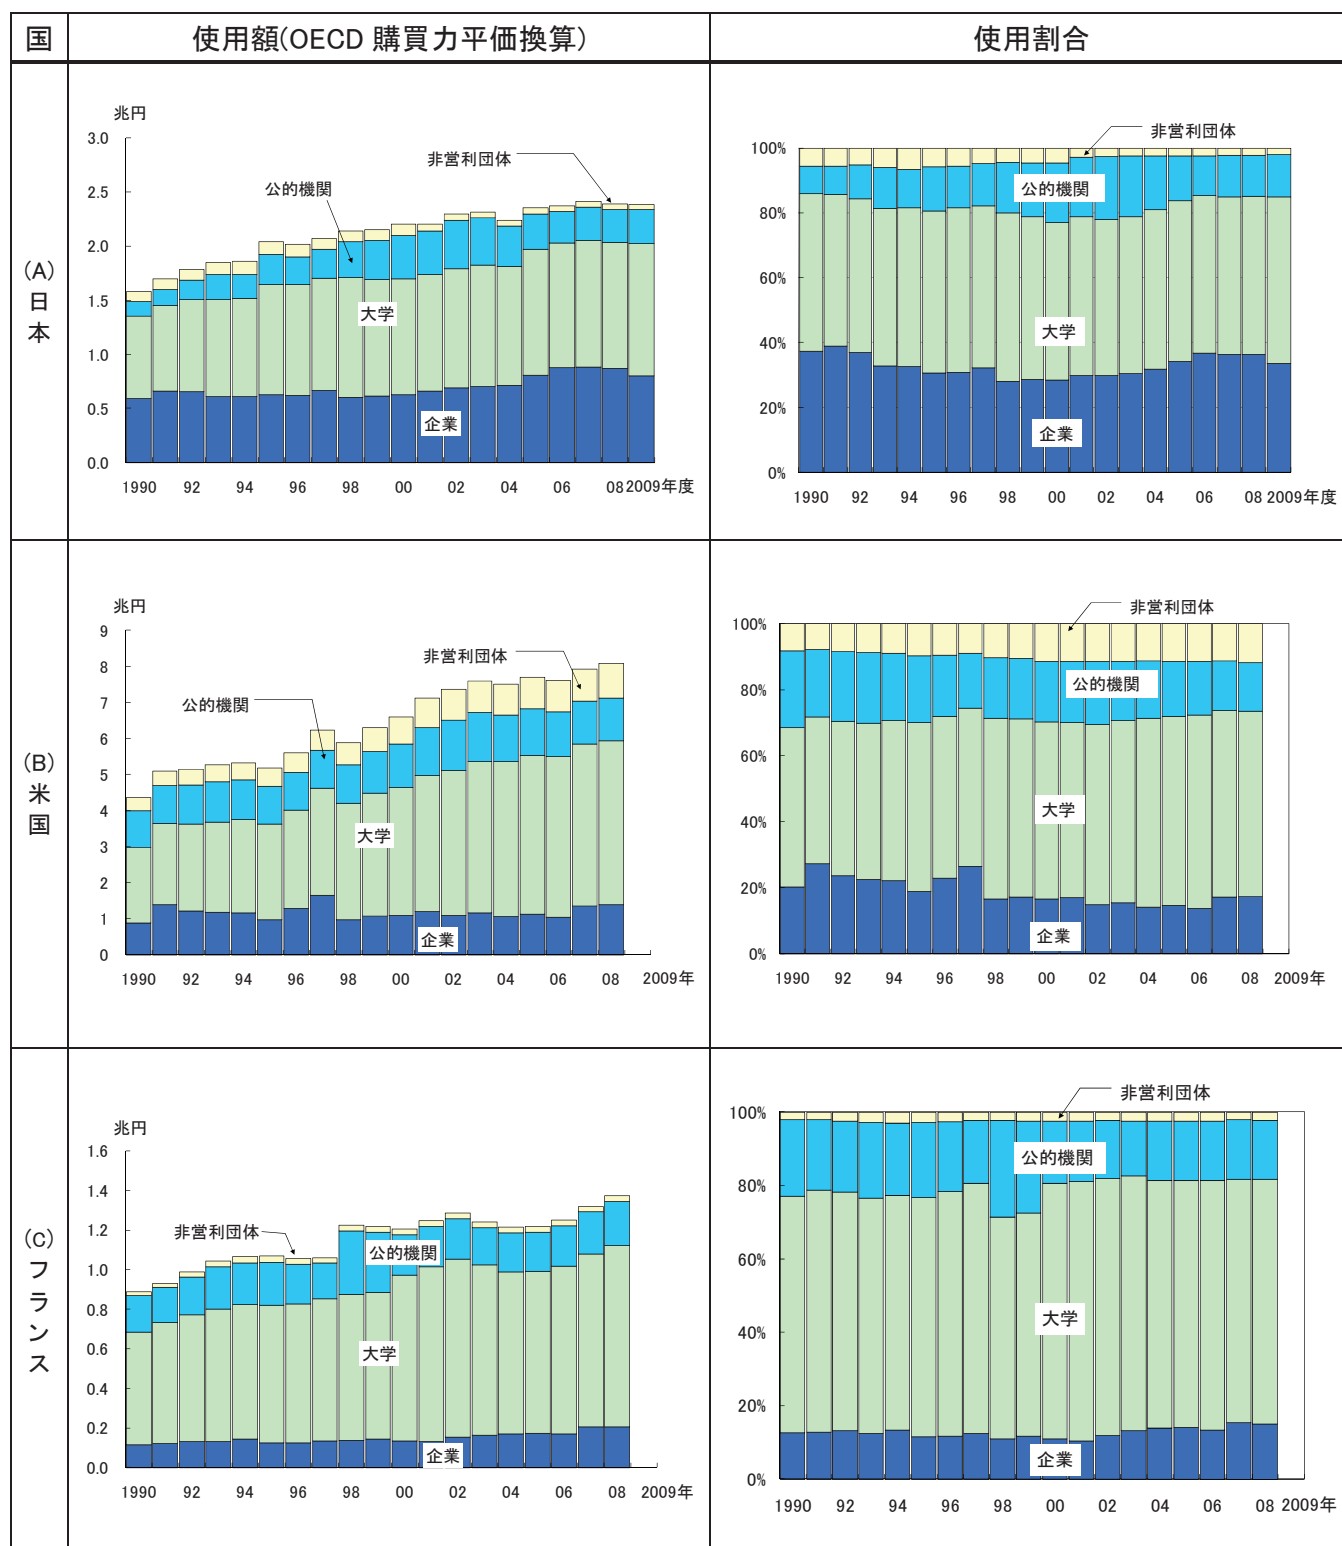 国 使用額(OECD 購買力平価換算) 使用割合
(A)日本
兆円
3.0
2.5
2.0
1.5
1.0
0.5
0.0
非営利団体
公的機関
大学
企業
1990 92 94 96 98 00 02 04 06 08 2009年度
100%
80%
60%
40%
20%
0%
非営利団体
公的機関
大学
企業
1990 92 94 96 98 00 02 04 06 08 2009年度
(B)米国
兆円
9
8
7
6
5
4
3
2
1
0
非営利団体
公的機関
大学
企業
1990 92 94 96 98 00 02 04 06 08 2009年
100%
80%
60%
40%
20%
0%
非営利団体
公的機関
大学
企業
1990 92 94 96 98 00 02 04 06 08 2009年
(C)フランス
兆円
1.6
1.4
1.2
1.0
0.8
0.6
0.4
0.2
0.0
非営利団体
公的機関
大学
企業
1990 92 94 96 98 00 02 04 06 08 2009年
100%
80%
60%
40%
20%
0%
非営利団体
公的機関
大学
企業
1990 92 94 96 98 00 02 04 06 08 2009年